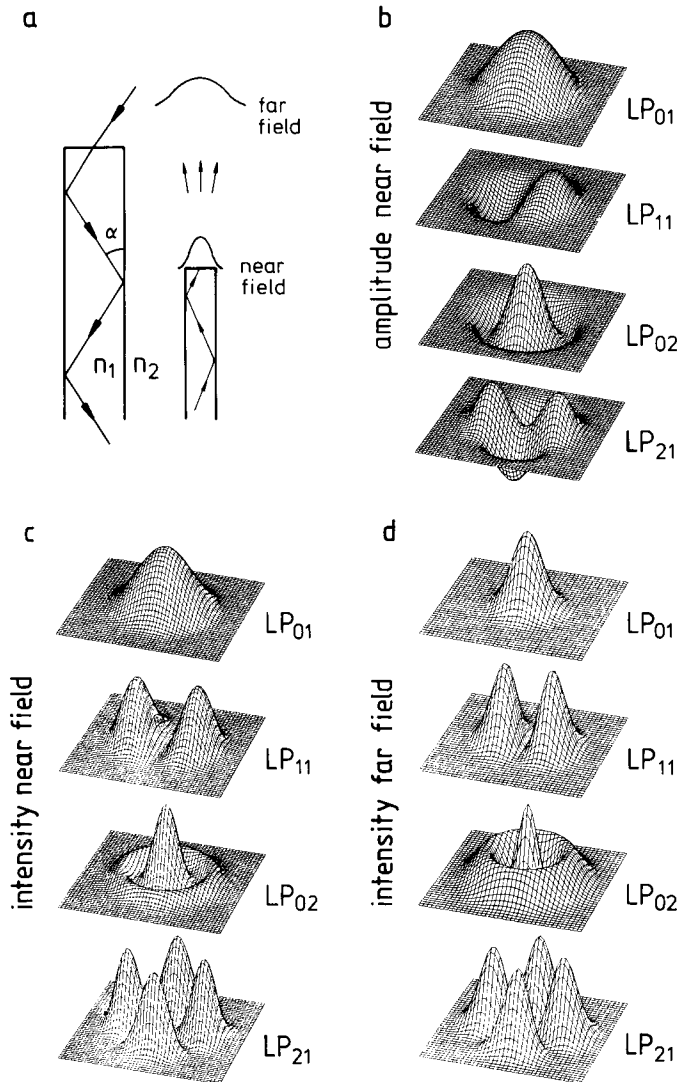 a
far
field
α
near
field
n₁ n₂
b
amplitude near field
LP₀₁
LP₁₁
LP₀₂
LP₂₁
c
intensity near field
LP₀₁
LP₁₁
LP₀₂
LP₂₁
d
intensity far field
LP₀₁
LP₁₁
LP₀₂
LP₂₁